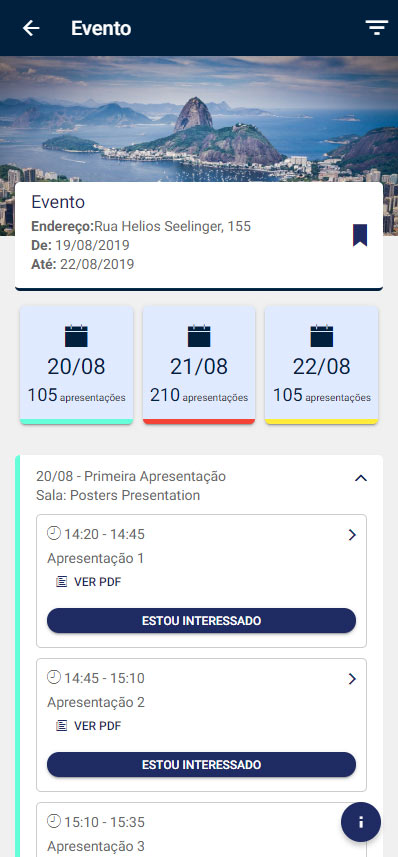 Evento
Evento
Endereço:Rua Helios Seelinger, 155
De: 19/08/2019
Até: 22/08/2019
20/08
105 apresentações
21/08
210 apresentações
22/08
105 apresentações
20/08 - Primeira Apresentação
Sala: Posters Presentation
14:20 - 14:45
Apresentação 1
VER PDF
ESTOU INTERESSADO
14:45 - 15:10
Apresentação 2
VER PDF
ESTOU INTERESSADO
15:10 - 15:35
Apresentação 3